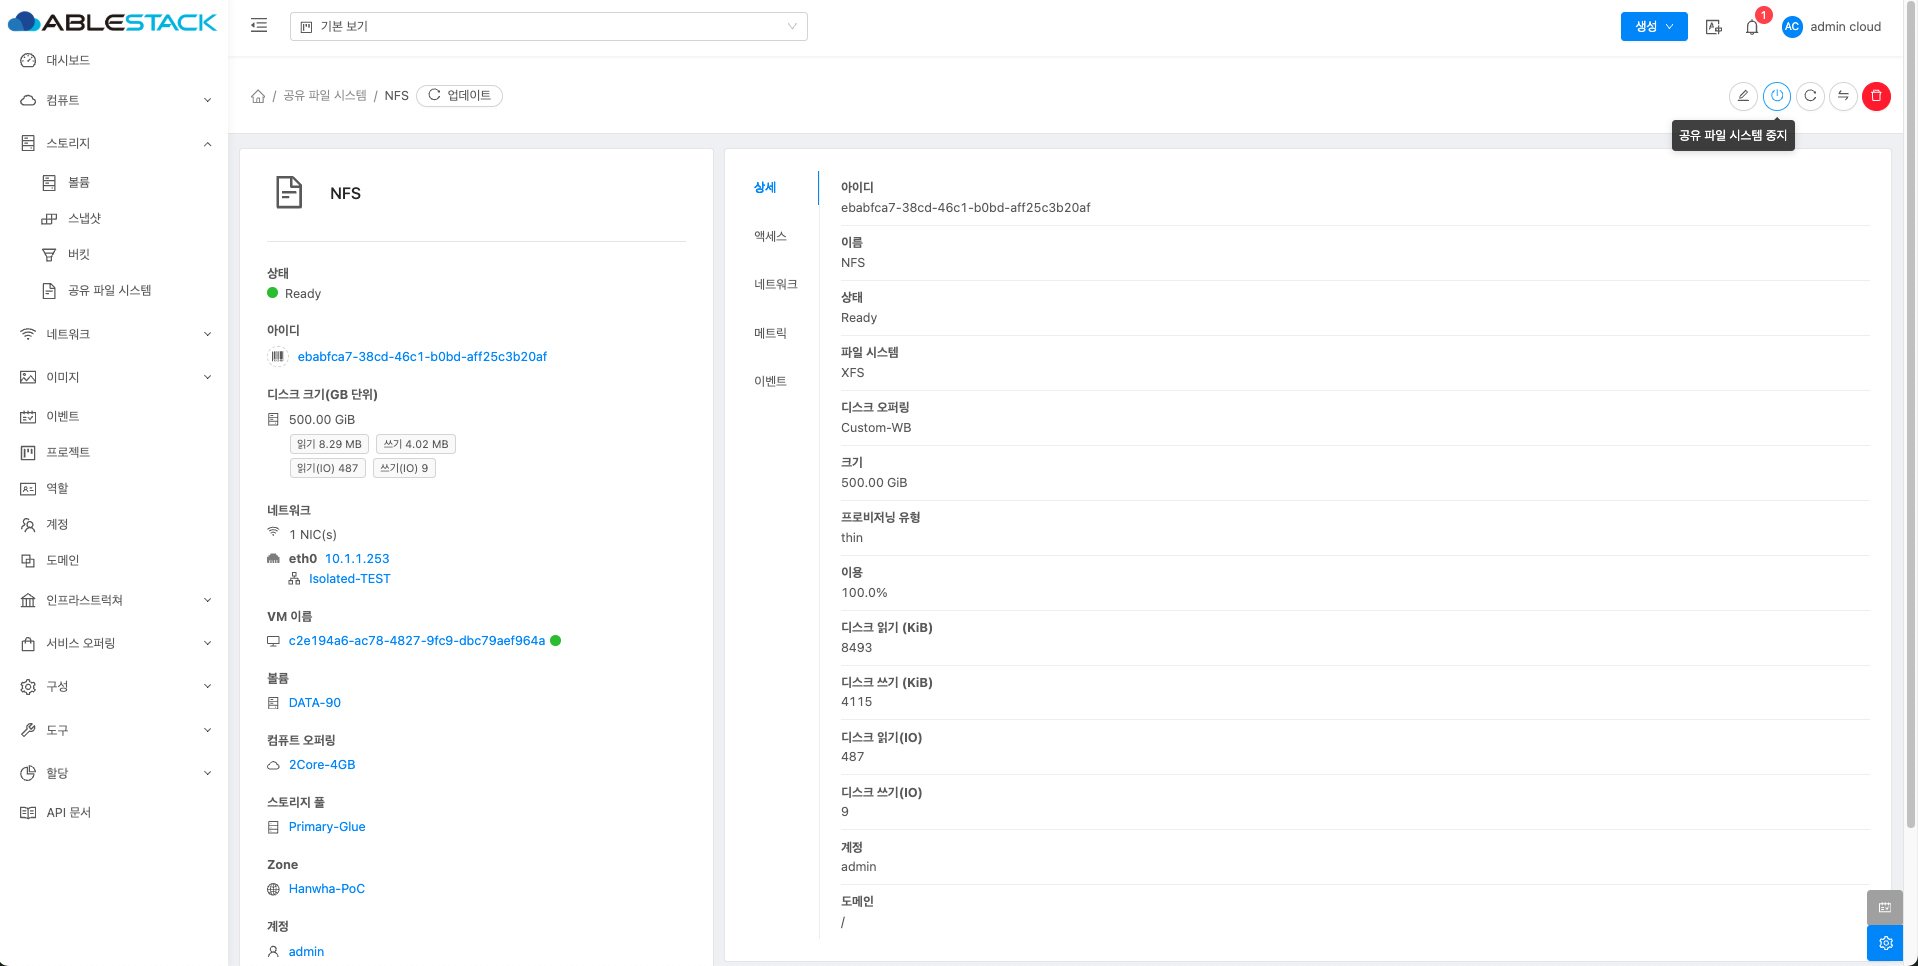 ABLESTACK
기본 보기
생성
1
AC
admin cloud
대시보드
컴퓨트
스토리지
볼륨
스냅샷
버킷
공유 파일 시스템
네트워크
이미지
이벤트
프로젝트
역할
계정
도메인
인프라스트럭쳐
서비스 오퍼링
구성
도구
할당
API 문서
/ 공유 파일 시스템 / NFS 업데이트
공유 파일 시스템 중지
NFS
상태
Ready
아이디
ebabfca7-38cd-46c1-b0bd-aff25c3b20af
디스크 크기(GB 단위)
500.00 GiB
읽기 8.29 MB 쓰기 4.02 MB
읽기(IO) 487 쓰기(IO) 9
네트워크
1 NIC(s)
eth0 10.1.1.253
Isolated-TEST
VM 이름
c2e194a6-ac78-4827-9fc9-dbc79aef964a
볼륨
DATA-90
컴퓨트 오퍼링
2Core-4GB
스토리지 풀
Primary-Glue
Zone
Hanwha-PoC
계정
admin
상세
액세스
네트워크
메트릭
이벤트
아이디
ebabfca7-38cd-46c1-b0bd-aff25c3b20af
이름
NFS
상태
Ready
파일 시스템
XFS
디스크 오퍼링
Custom-WB
크기
500.00 GiB
프로비저닝 유형
thin
이용
100.0%
디스크 읽기 (KiB)
8493
디스크 쓰기 (KiB)
4115
디스크 읽기(IO)
487
디스크 쓰기(IO)
9
계정
admin
도메인
/